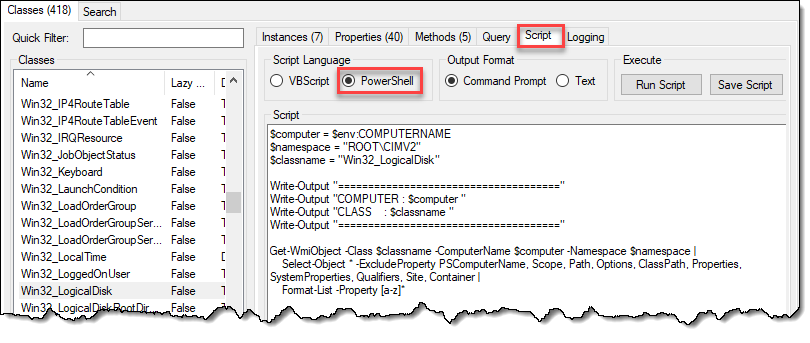 Classes (418) Search
Quick Filter:
Classes
Name Lazy ... D
Win32_IP4RouteTable False T
Win32_IP4RouteTableEvent False T
Win32_IRQResource False T
Win32_JobObjectStatus False T
Win32_Keyboard False T
Win32_LaunchCondition False T
Win32_LoadOrderGroup False T
Win32_LoadOrderGroupSer... False T
Win32_LoadOrderGroupSer... False T
Win32_LocalTime False D
Win32_LoggedOnUser False T
Win32_LogicalDisk False T
Win32_LogicalDiskRootDir False T
Instances (7) Properties (40) Methods (5) Query Script Logging
Script Language
VBScript PowerShell
Output Format
Command Prompt Text
Execute
Run Script Save Script
Script
$computer = $env:COMPUTERNAME
$namespace = "ROOT\CIMV2"
$classname = "Win32_LogicalDisk"
Write-Output "====================================="
Write-Output "COMPUTER : $computer "
Write-Output "CLASS    : $classname "
Write-Output "====================================="
Get-WmiObject -Class $classname -ComputerName $computer -Namespace $namespace |
Select-Object * -ExcludeProperty PSComputerName, Scope, Path, Options, ClassPath, Properties,
SystemProperties, Qualifiers, Site, Container |
Format-List -Property [a-z]*